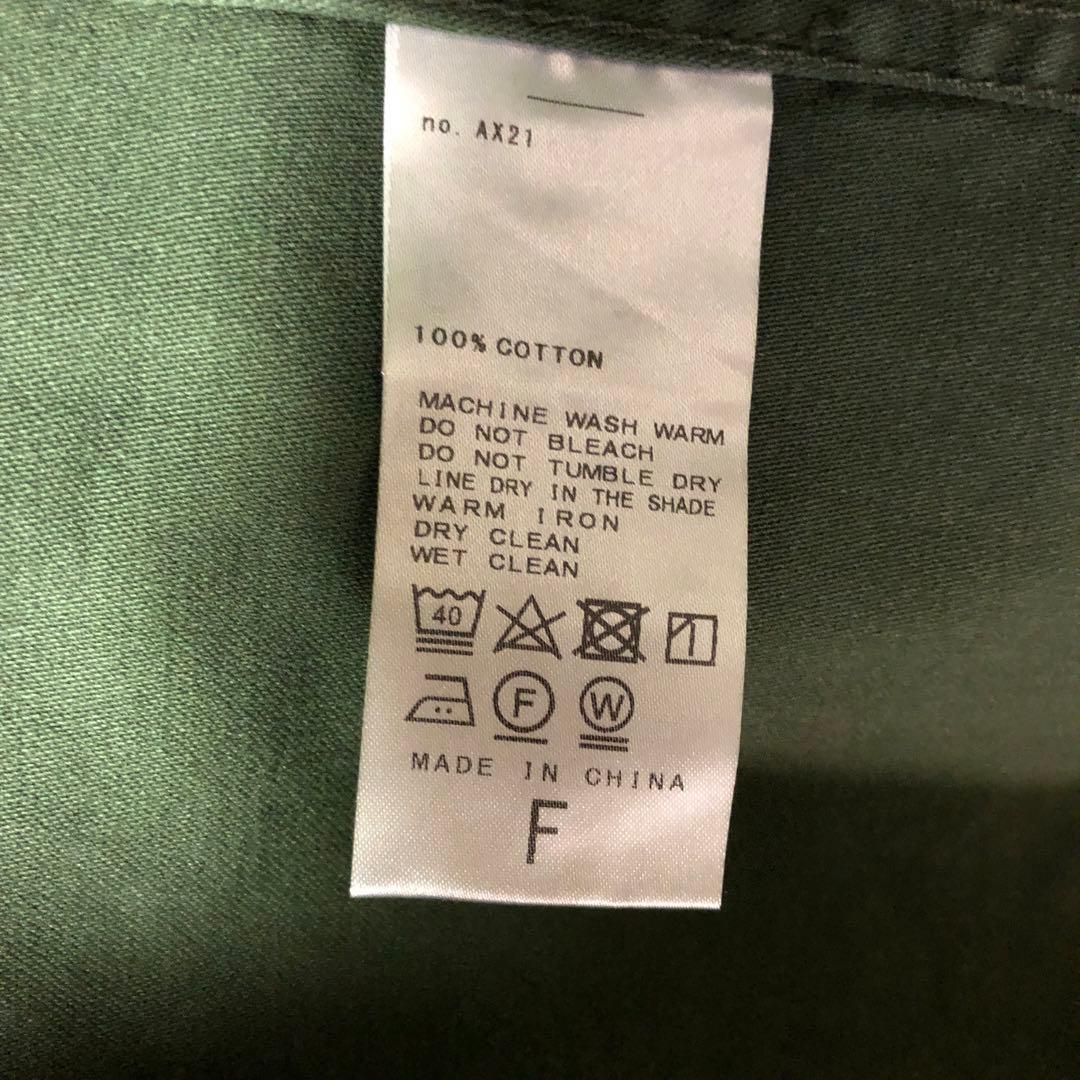 no. AX21
100% COTTON
MACHINE WASH WARM
DO NOT BLEACH
DO NOT TUMBLE DRY
LINE DRY IN THE SHADE
WARM IRON
DRY CLEAN
WET CLEAN
40
F W
MADE IN CHINA
F